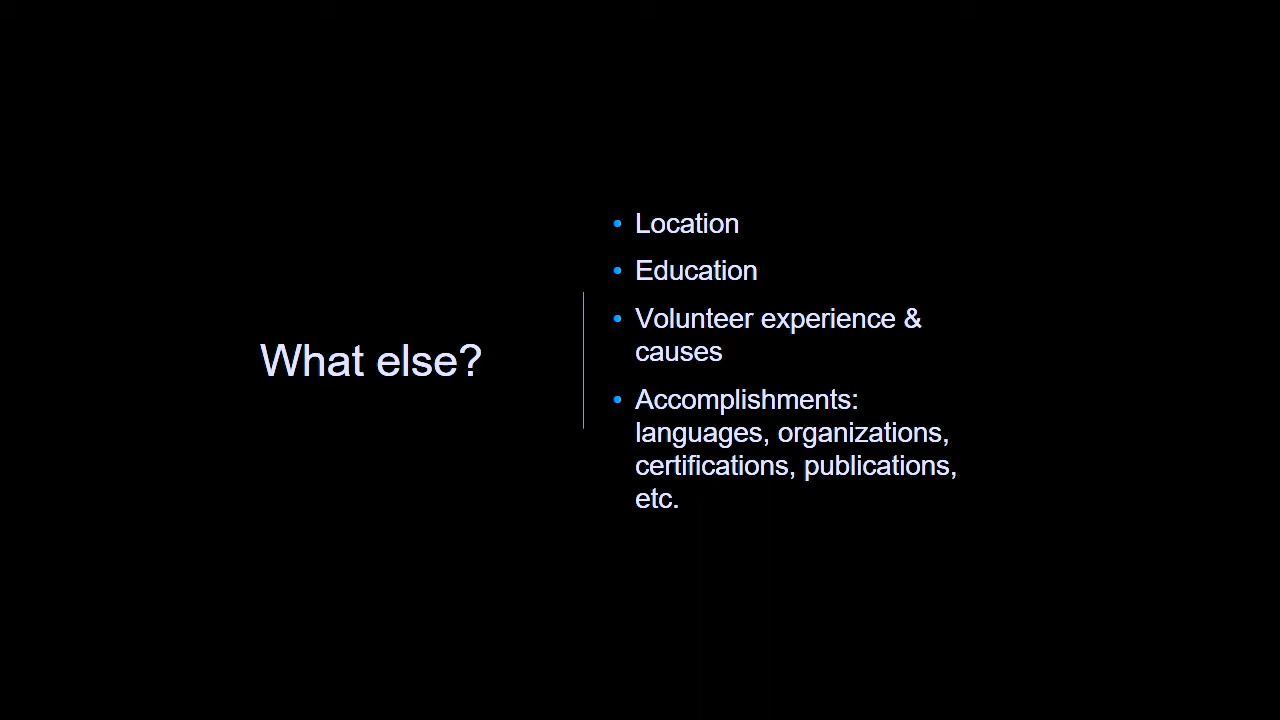 What else?
• Location
• Education
• Volunteer experience &
causes
• Accomplishments:
languages, organizations,
certifications, publications,
etc.